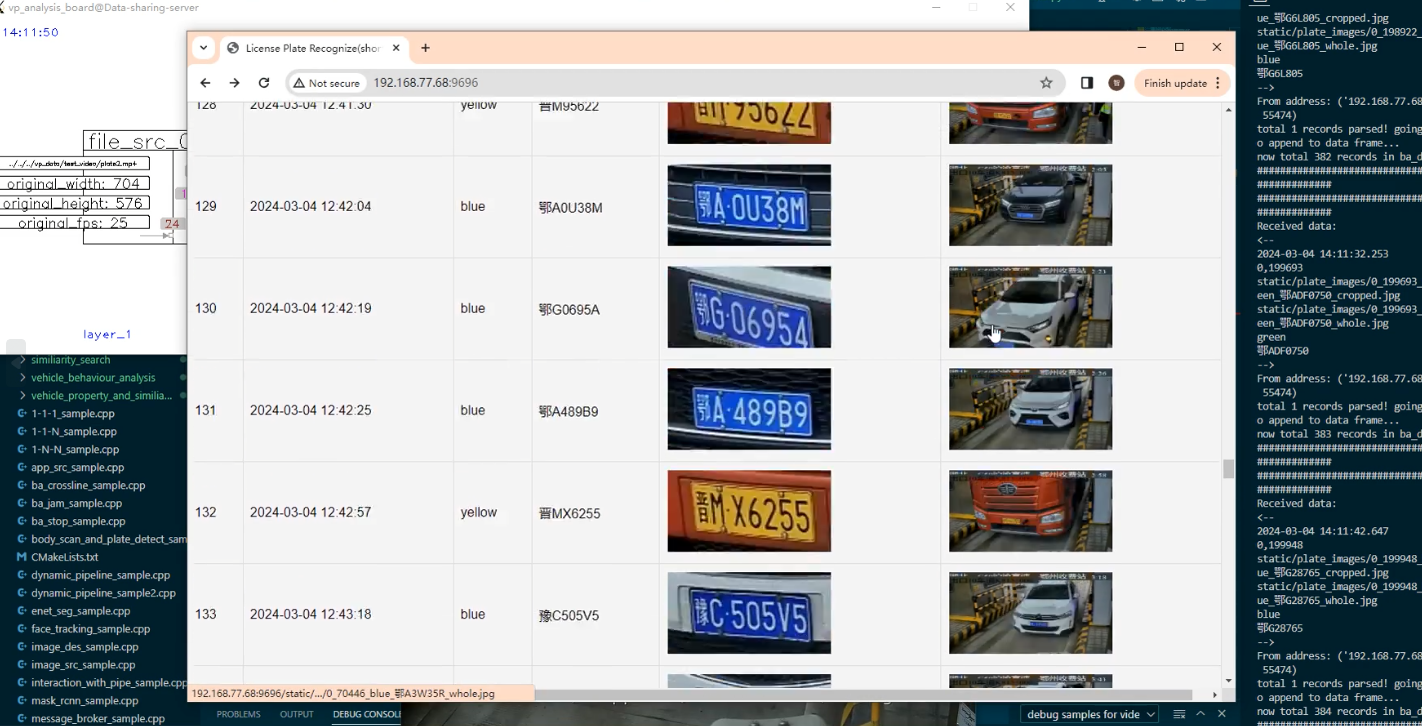 vp_analysis_board@Data-sharing-server
14:11:50
file_src_0
../../../vp_data/test_video/plate2.mp4
original_width: 704
original_height: 576
original_fps: 25
24
layer_1
License Plate Recognize(shor
Not secure
192.168.77.68:9696
Finish update
128 2024-03-04 12:41:30 yellow 晋M95622
129 2024-03-04 12:42:04 blue 鄂A0U38M 鄂A·0U38M
130 2024-03-04 12:42:19 blue 鄂G0695A 鄂G·06954
131 2024-03-04 12:42:25 blue 鄂A489B9 鄂A·489B9
132 2024-03-04 12:42:57 yellow 晋MX6255 晋M·X6255
133 2024-03-04 12:43:18 blue 豫C505V5 豫C·505V5
192.168.77.68:9696/static/.../0_70446_blue_鄂A3W35R_whole.jpg
similiarity_search
vehicle_behaviour_analysis
vehicle_property_and_similia...
1-1-1_sample.cpp
1-1-N_sample.cpp
1-N-N_sample.cpp
app_src_sample.cpp
ba_crossline_sample.cpp
ba_jam_sample.cpp
ba_stop_sample.cpp
body_scan_and_plate_detect_sam
CMakeLists.txt
dynamic_pipeline_sample.cpp
dynamic_pipeline_sample2.cpp
enet_seg_sample.cpp
face_tracking_sample.cpp
image_des_sample.cpp
image_src_sample.cpp
interaction_with_pipe_sample.cpp
mask_rcnn_sample.cpp
message_broker_sample.cpp
PROBLEMS OUTPUT DEBUG CONSOL
debug samples for vide
ue_鄂G6L805_cropped.jpg
static/plate_images/0_198922_
ue_鄂G6L805_whole.jpg
blue
鄂G6L805
-->
From address: ('192.168.77.68
55474)
total 1 records parsed! going
o append to data frame...
now total 382 records in ba_d
######################
#############
######################
#############
Received data:
<--
2024-03-04 14:11:32.253
0,199693
static/plate_images/0_199693_
een_鄂ADF0750_cropped.jpg
static/plate_images/0_199693_
een_鄂ADF0750_whole.jpg
green
鄂ADF0750
-->
From address: ('192.168.77.68
55474)
total 1 records parsed! going
o append to data frame...
now total 383 records in ba_d
######################
#############
######################
#############
Received data:
<--
2024-03-04 14:11:42.647
0,199948
static/plate_images/0_199948_
ue_鄂G28765_cropped.jpg
static/plate_images/0_199948_
ue_鄂G28765_whole.jpg
blue
鄂G28765
-->
From address: ('192.168.77.68
55474)
total 1 records parsed! going
o append to data frame...
now total 384 records in ba_d